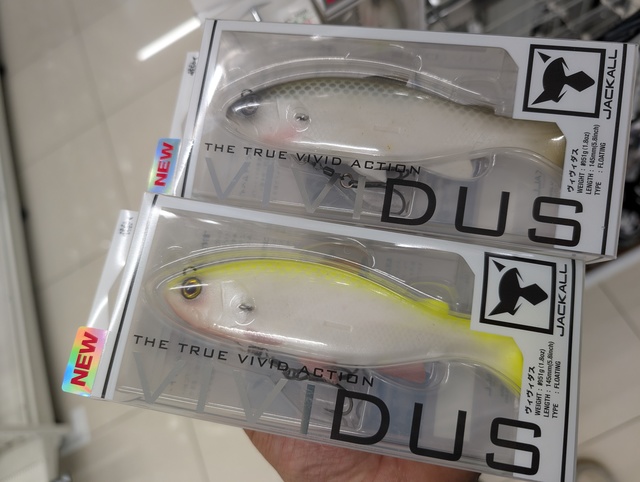 JACKALL
NEW
THE TRUE VIVID ACTION
VIVIDUS
ヴィヴィダス
WEIGHT : 約51g(1.8oz)
LENGTH : 145mm(5.8inch)
TYPE : FLOATING
JACKALL
NEW
THE TRUE VIVID ACTION
VIVIDUS
ヴィヴィダス
WEIGHT : 約51g(1.8oz)
LENGTH : 145mm(5.8inch)
TYPE : FLOATING